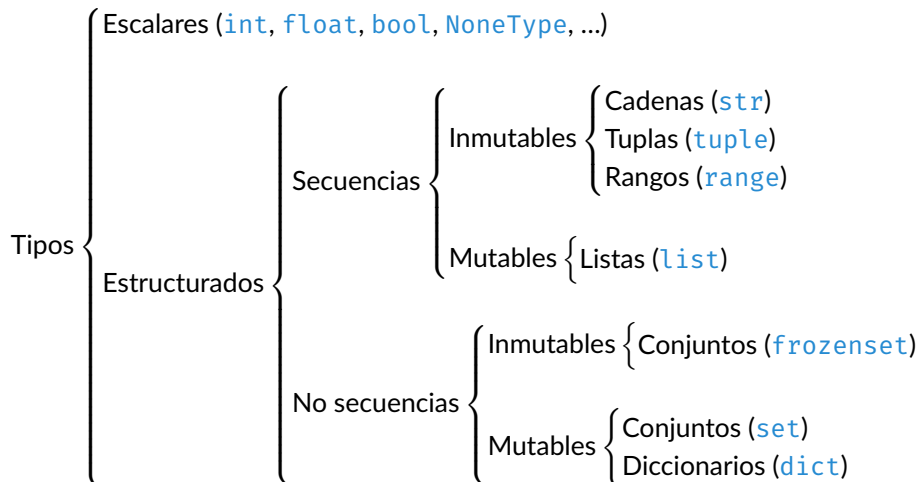 Escalares (int, float, bool, NoneType, …)
Cadenas (str)
Inmutables
Tuplas (tuple)
Rangos (range)
Secuencias
Tipos
Mutables
Listas (list)
Estructurados
Inmutables
Conjuntos (frozenset)
No secuencias
Mutables
Conjuntos (set)
Diccionarios (dict)